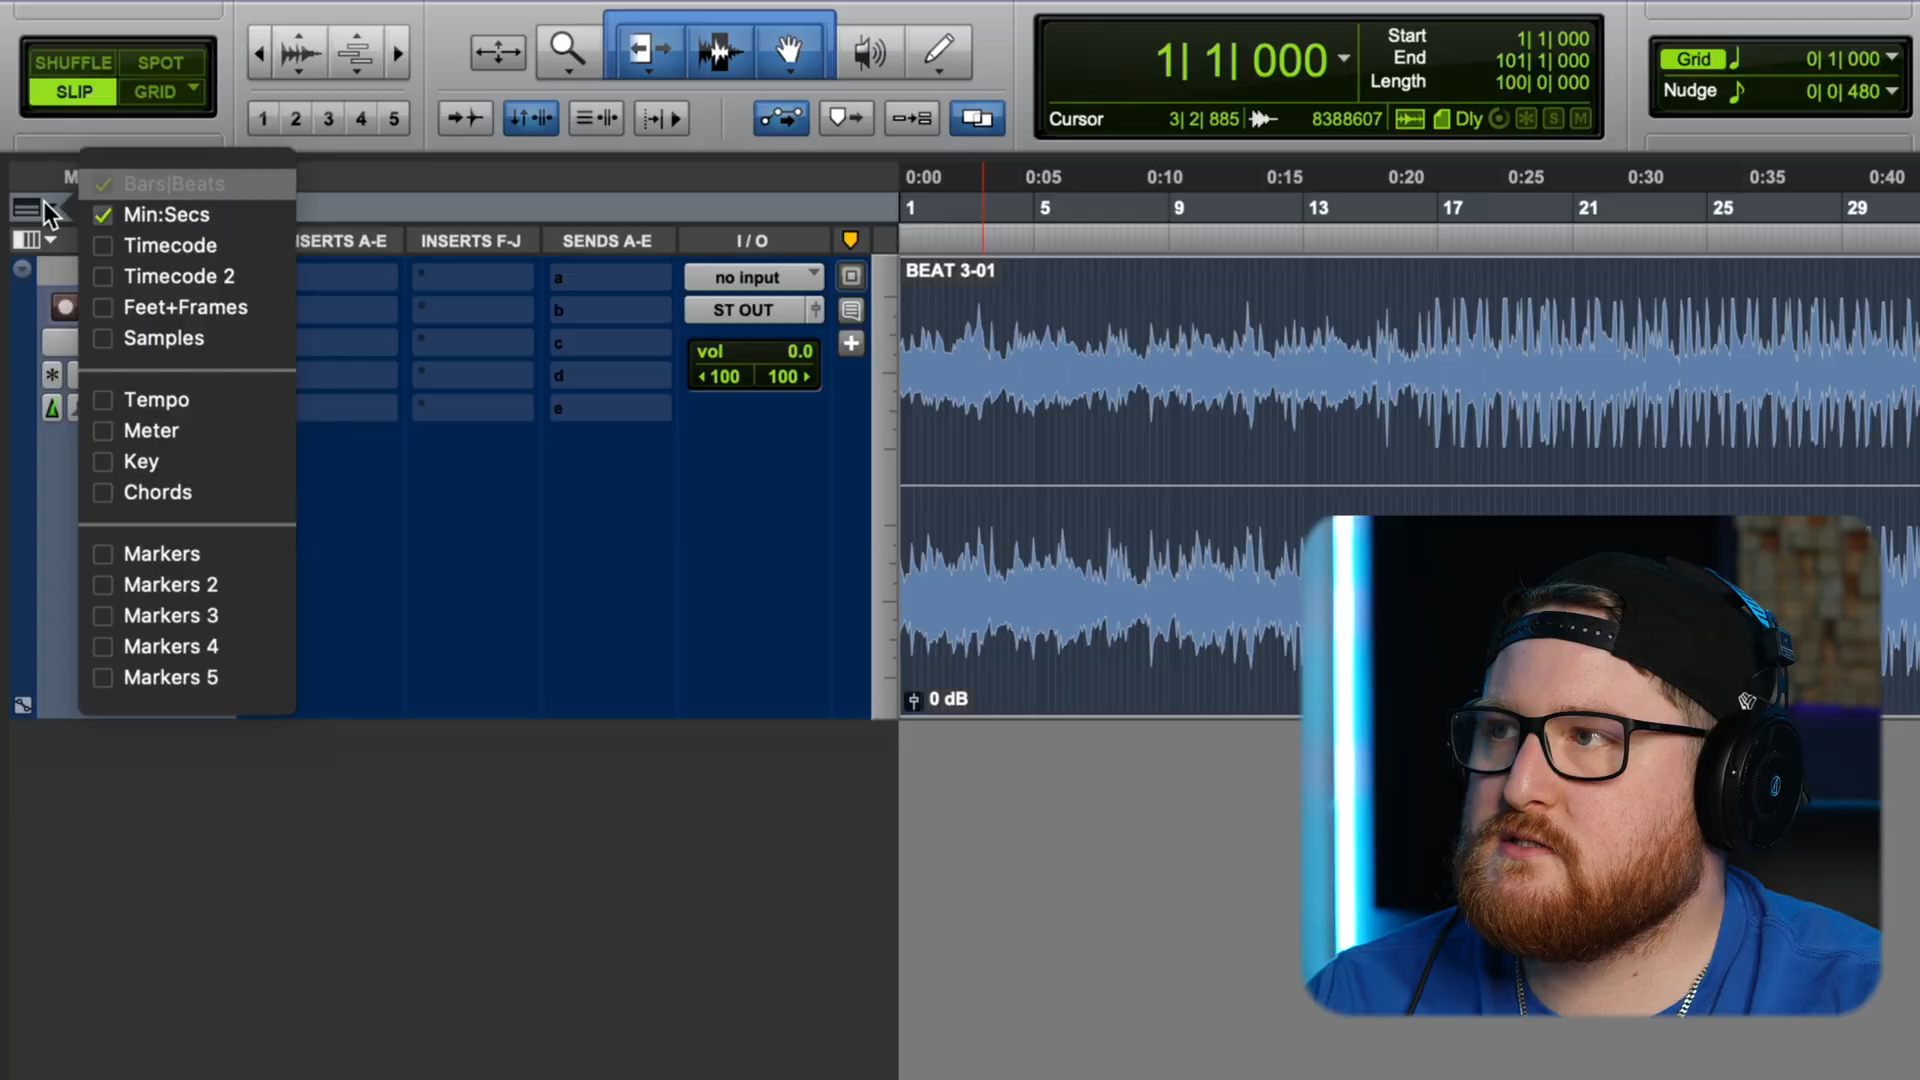 SHUFFLE SPOT
SLIP GRID
1 2 3 4 5
1| 1| 000
Start 1| 1| 000
End 101| 1| 000
Length 100| 0| 000
Cursor 3| 2| 885 8388607 Dly S M
Grid 0| 1| 000
Nudge 0| 0| 480
M
Bars|Beats
Min:Secs
Timecode
Timecode 2
Feet+Frames
Samples
Tempo
Meter
Key
Chords
Markers
Markers 2
Markers 3
Markers 4
Markers 5
0:00 0:05 0:10 0:15 0:20 0:25 0:30 0:35 0:40
1 5 9 13 17 21 25 29
SERTS A-E INSERTS F-J SENDS A-E I / O
a
b
c
d
e
no input
ST OUT
vol 0.0
100 100
BEAT 3-01
0 dB